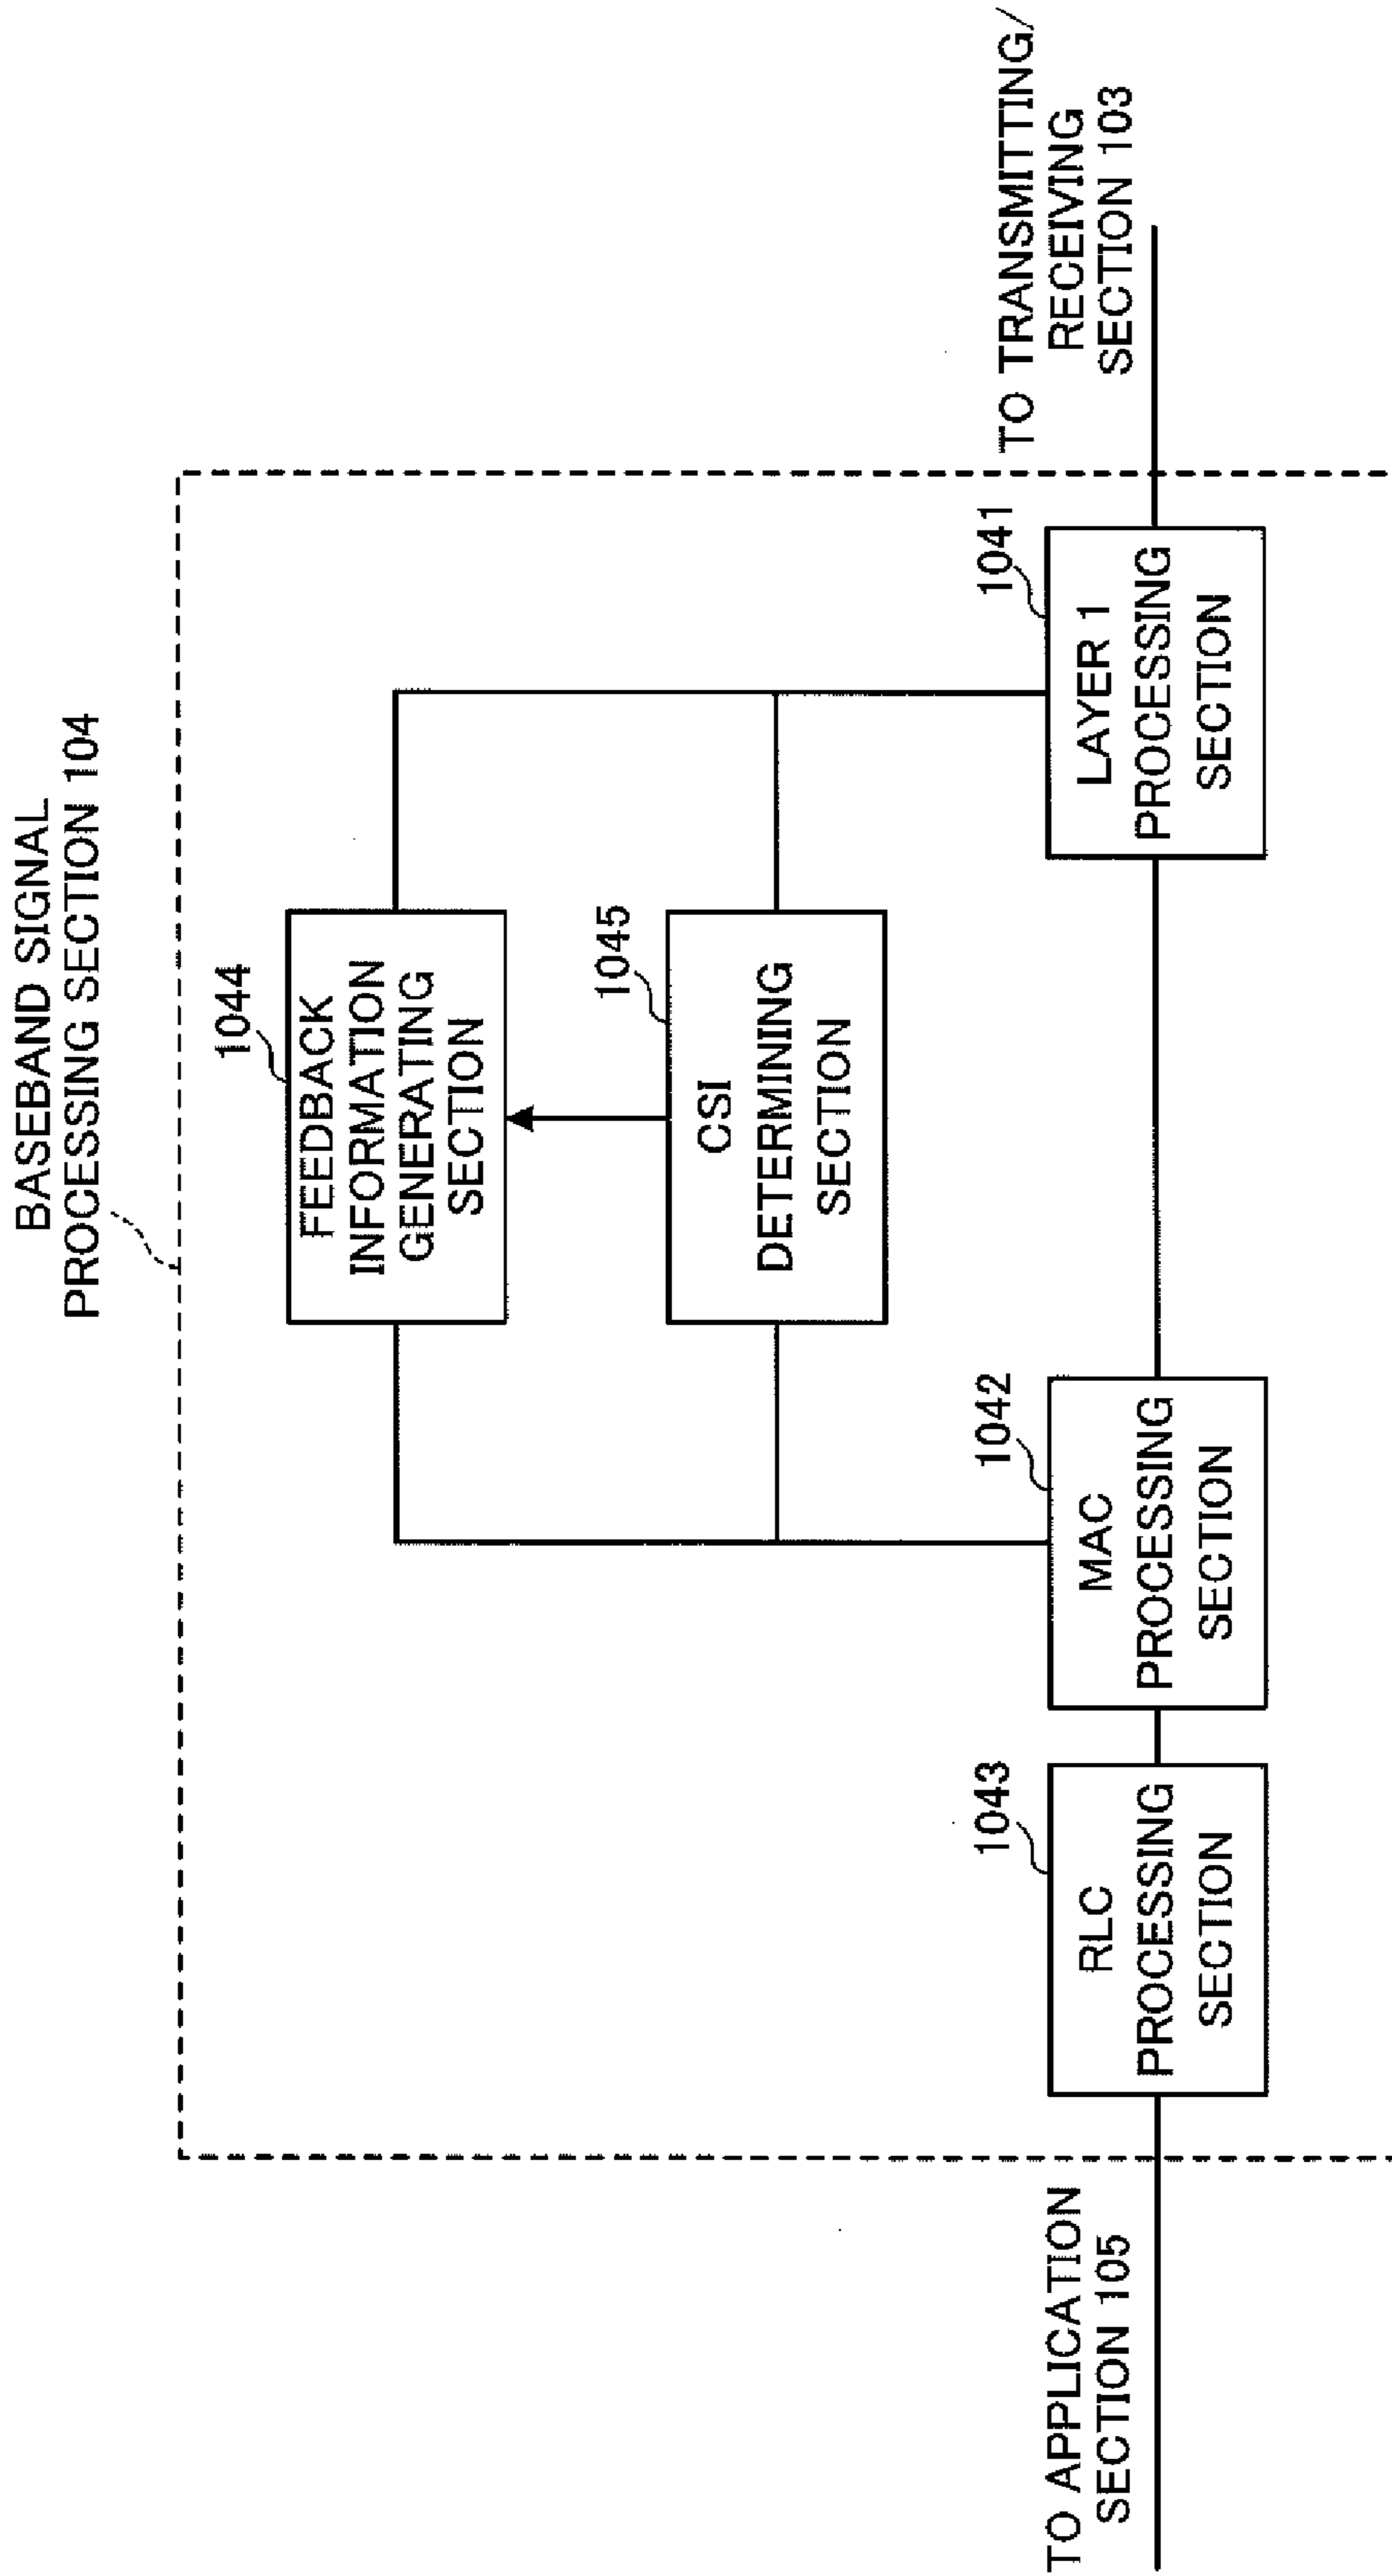 BASEBAND SIGNAL
PROCESSING SECTION 104
1044
FEEDBACK
INFORMATION
GENERATING
SECTION
1045
CSI
DETERMINING
SECTION
TO APPLICATION
SECTION 105
1043
RLC
PROCESSING
SECTION
1042
MAC
PROCESSING
SECTION
1041
LAYER 1
PROCESSING
SECTION
TO TRANSMITTING/
RECEIVING
SECTION 103